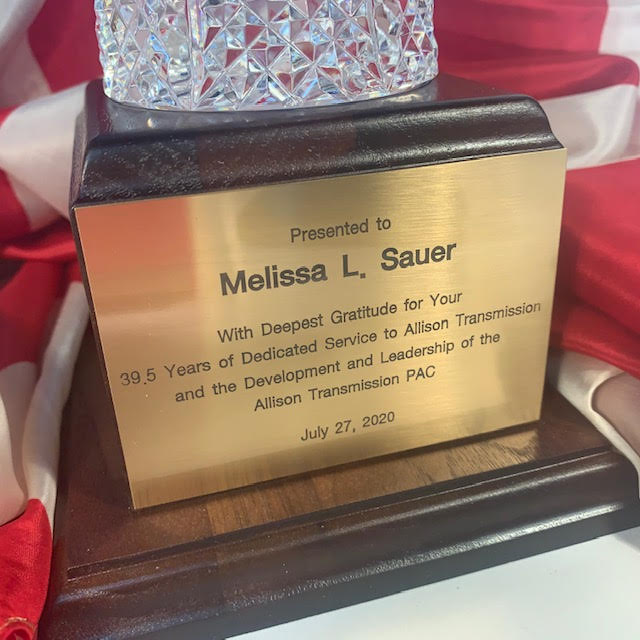 Presented to
Melissa L. Sauer
With Deepest Gratitude for Your
39.5 Years of Dedicated Service to Allison Transmission
and the Development and Leadership of the
Allison Transmission PAC
July 27, 2020